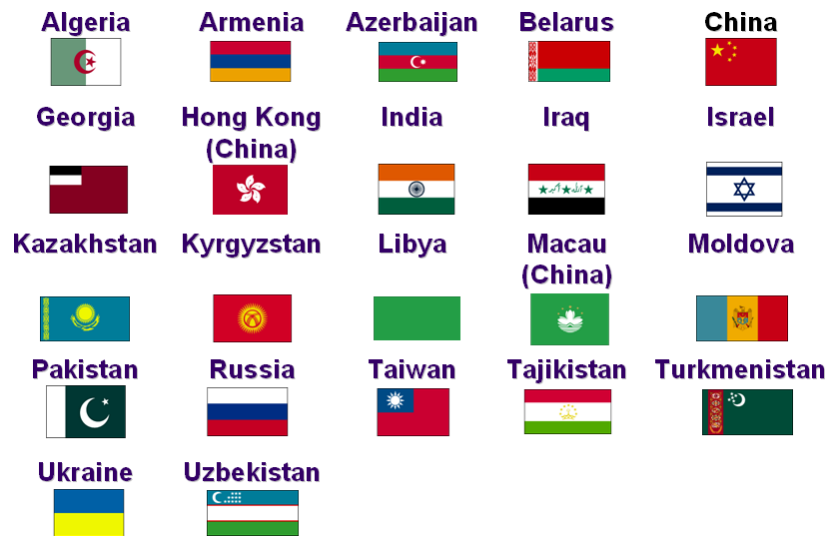 Algeria
Armenia
Azerbaijan
Belarus
China
Georgia
Hong Kong
(China)
India
Iraq
Israel
Kazakhstan
Kyrgyzstan
Libya
Macau
(China)
Moldova
Pakistan
Russia
Taiwan
Tajikistan
Turkmenistan
Ukraine
Uzbekistan